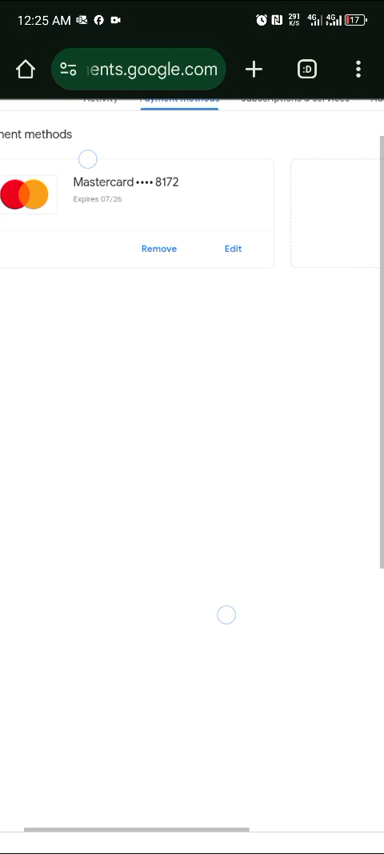 12:25 AM 291 K/S 4G 4G 17
ents.google.com :D
Activity Payment methods Subscriptions & services
nent methods
Mastercard •••• 8172
Expires 07/26
Remove Edit